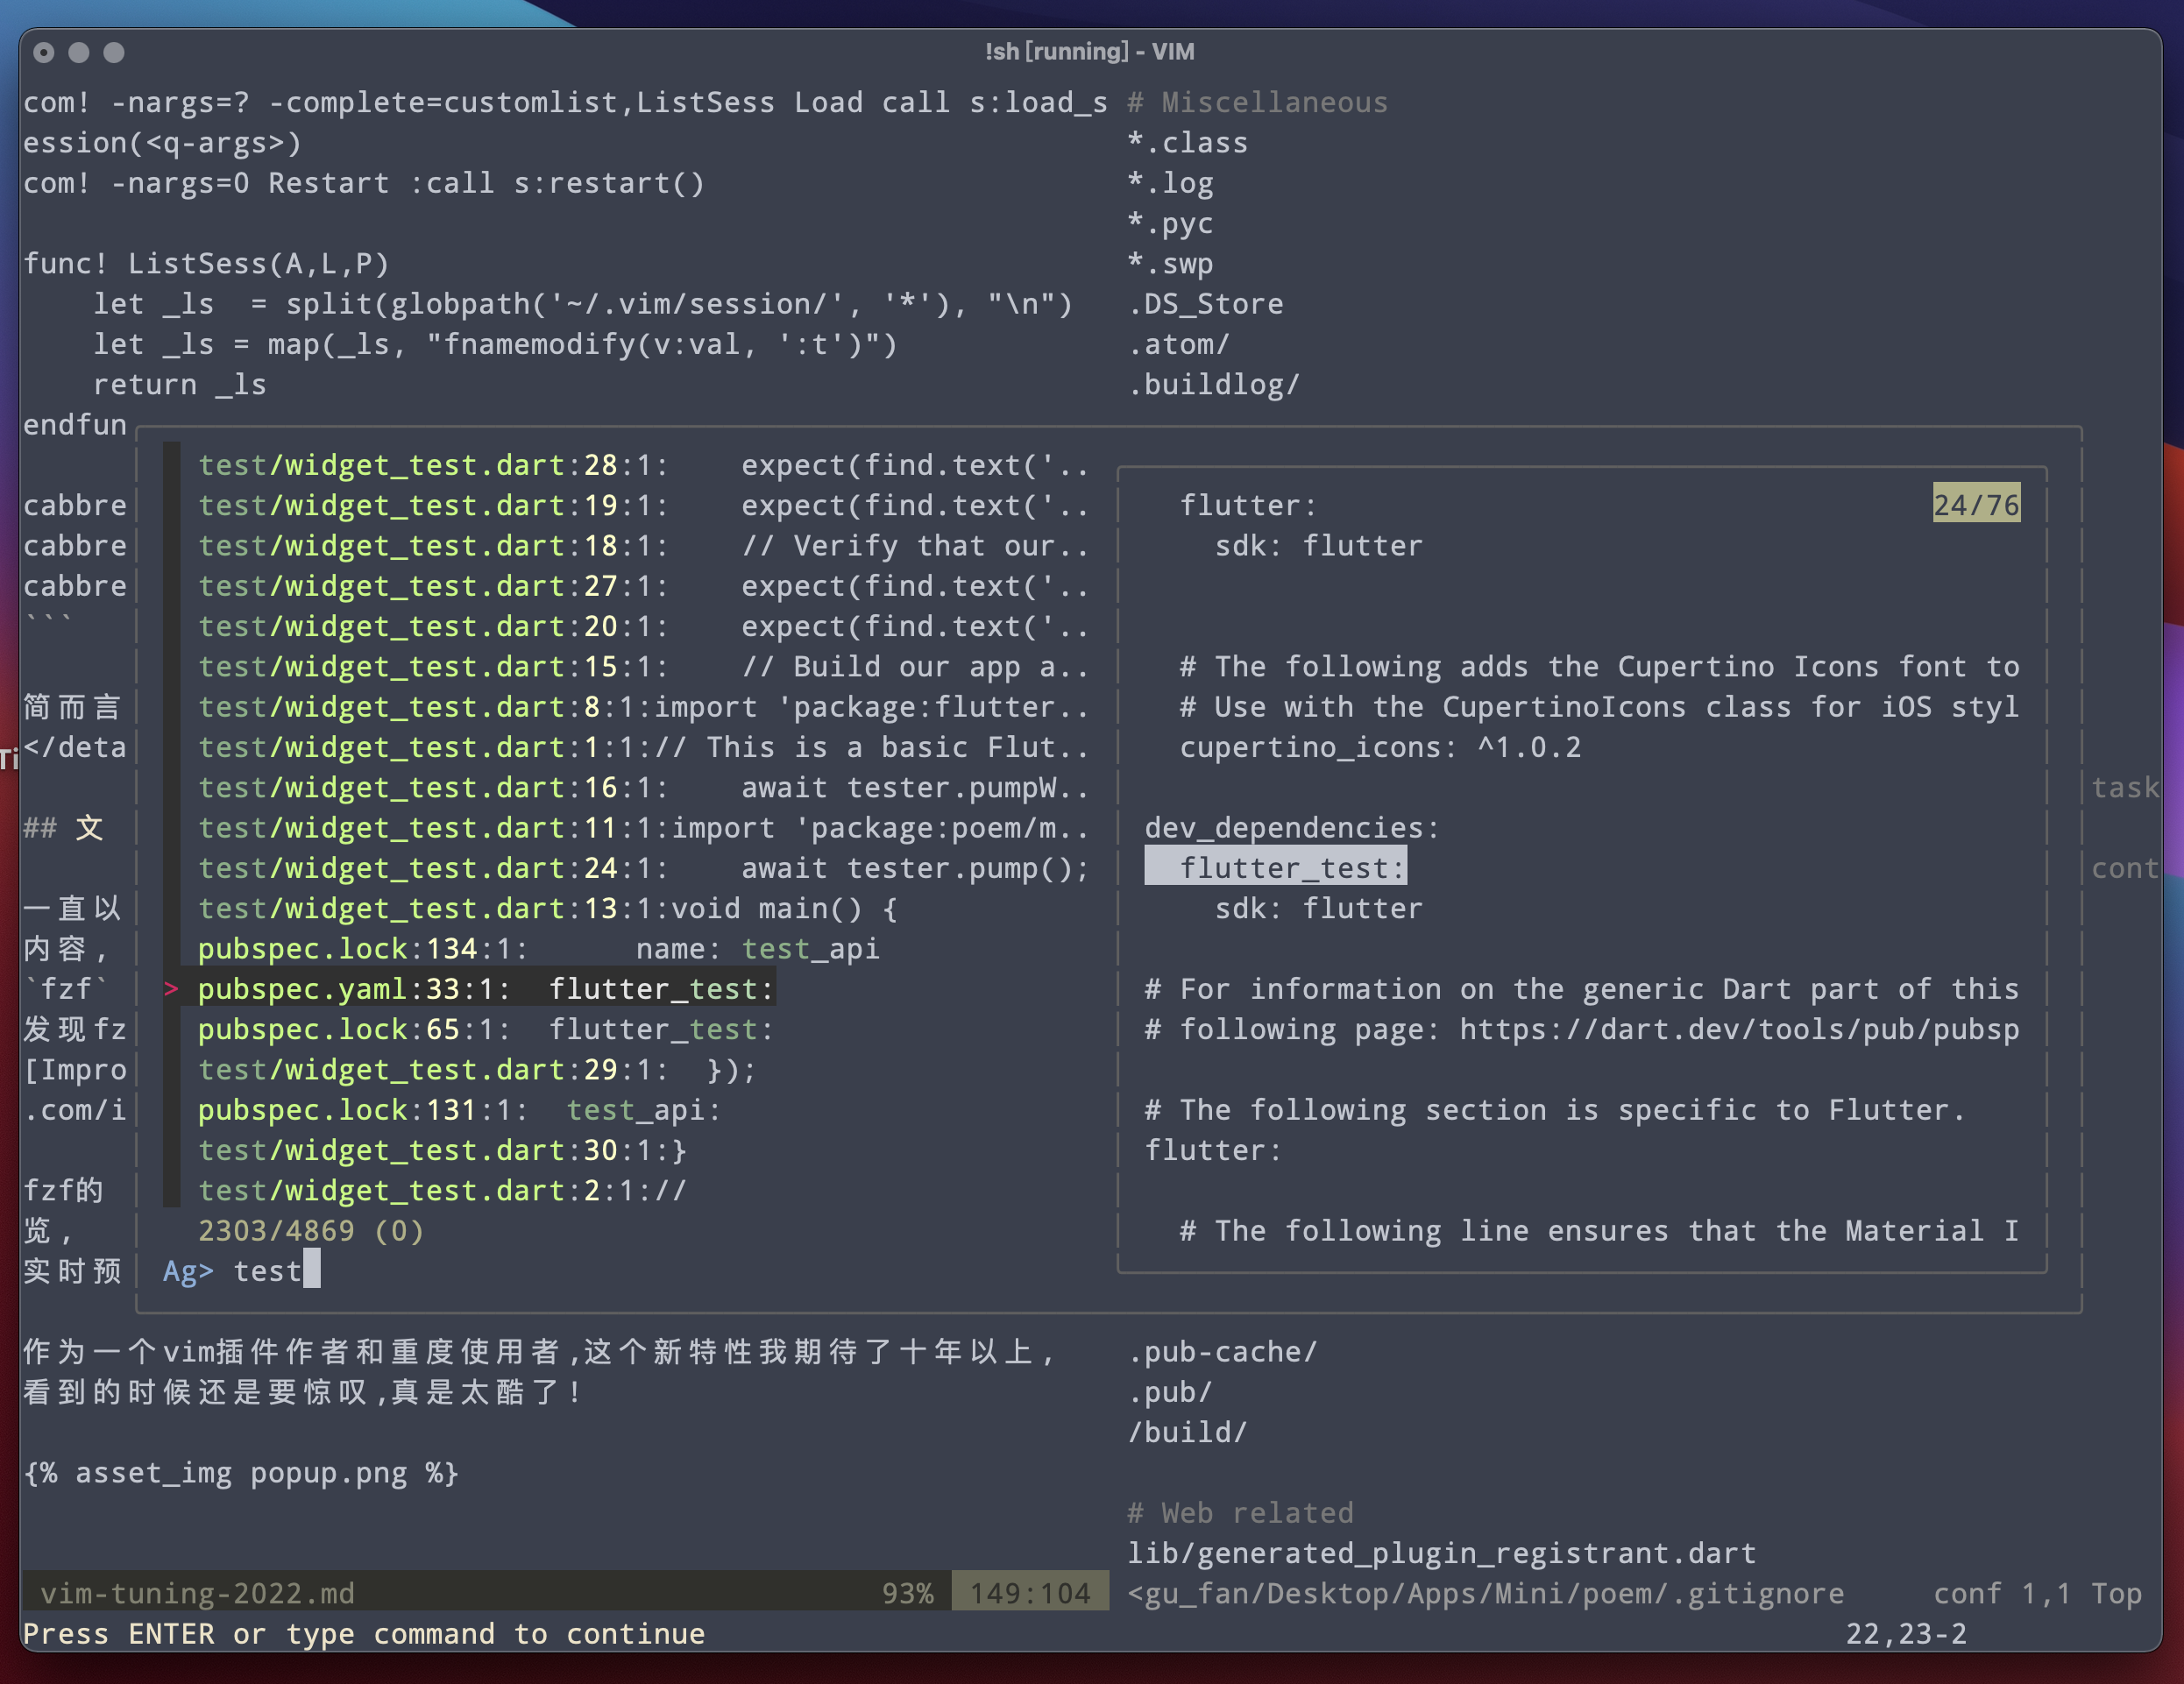 !sh [running] - VIM
com! -nargs=? -complete=customlist,ListSess Load call s:load_s
ession(<q-args>)
com! -nargs=0 Restart :call s:restart()
func! ListSess(A,L,P)
    let _ls  = split(globpath('~/.vim/session/', '*'), "\n")
    let _ls = map(_ls, "fnamemodify(v:val, ':t')")
    return _ls
endfun
cabbre
cabbre
cabbre
```
简而言
</deta
Ti
## 文
一直以
内容,
`fzf`
发现fz
[Impro
.com/i
fzf的
览,
实时预
# Miscellaneous
*.class
*.log
*.pyc
*.swp
.DS_Store
.atom/
.buildlog/
test/widget_test.dart:28:1:    expect(find.text('..
test/widget_test.dart:19:1:    expect(find.text('..
test/widget_test.dart:18:1:    // Verify that our..
test/widget_test.dart:27:1:    expect(find.text('..
test/widget_test.dart:20:1:    expect(find.text('..
test/widget_test.dart:15:1:    // Build our app a..
test/widget_test.dart:8:1:import 'package:flutter..
test/widget_test.dart:1:1:// This is a basic Flut..
test/widget_test.dart:16:1:    await tester.pumpW..
test/widget_test.dart:11:1:import 'package:poem/m..
test/widget_test.dart:24:1:    await tester.pump();
test/widget_test.dart:13:1:void main() {
pubspec.lock:134:1:      name: test_api
> pubspec.yaml:33:1:  flutter_test:
pubspec.lock:65:1:  flutter_test:
test/widget_test.dart:29:1:  });
pubspec.lock:131:1:  test_api:
test/widget_test.dart:30:1:}
test/widget_test.dart:2:1://
2303/4869 (0)
Ag> test
24/76
  flutter:
    sdk: flutter
  # The following adds the Cupertino Icons font to
  # Use with the CupertinoIcons class for iOS styl
  cupertino_icons: ^1.0.2
dev_dependencies:
  flutter_test:
    sdk: flutter
# For information on the generic Dart part of this
# following page: https://dart.dev/tools/pub/pubsp
# The following section is specific to Flutter.
flutter:
  # The following line ensures that the Material I
task
cont
作为一个vim插件作者和重度使用者,这个新特性我期待了十年以上,
看到的时候还是要惊叹,真是太酷了!
{% asset_img popup.png %}
.pub-cache/
.pub/
/build/
# Web related
lib/generated_plugin_registrant.dart
vim-tuning-2022.md 93% 149:104
<gu_fan/Desktop/Apps/Mini/poem/.gitignore conf 1,1 Top
Press ENTER or type command to continue 22,23-2